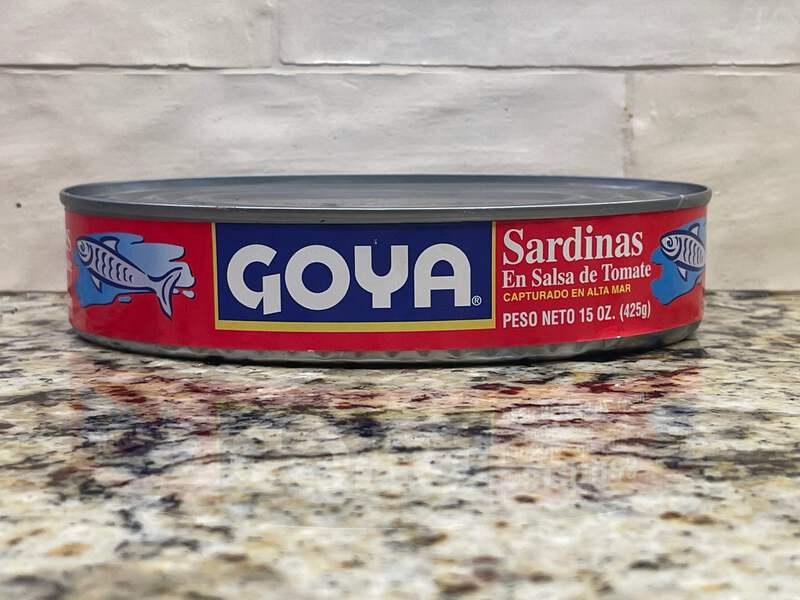 GOYA®
Sardinas
En Salsa de Tomate
CAPTURADO EN ALTA MAR
PESO NETO 15 OZ. (425g)